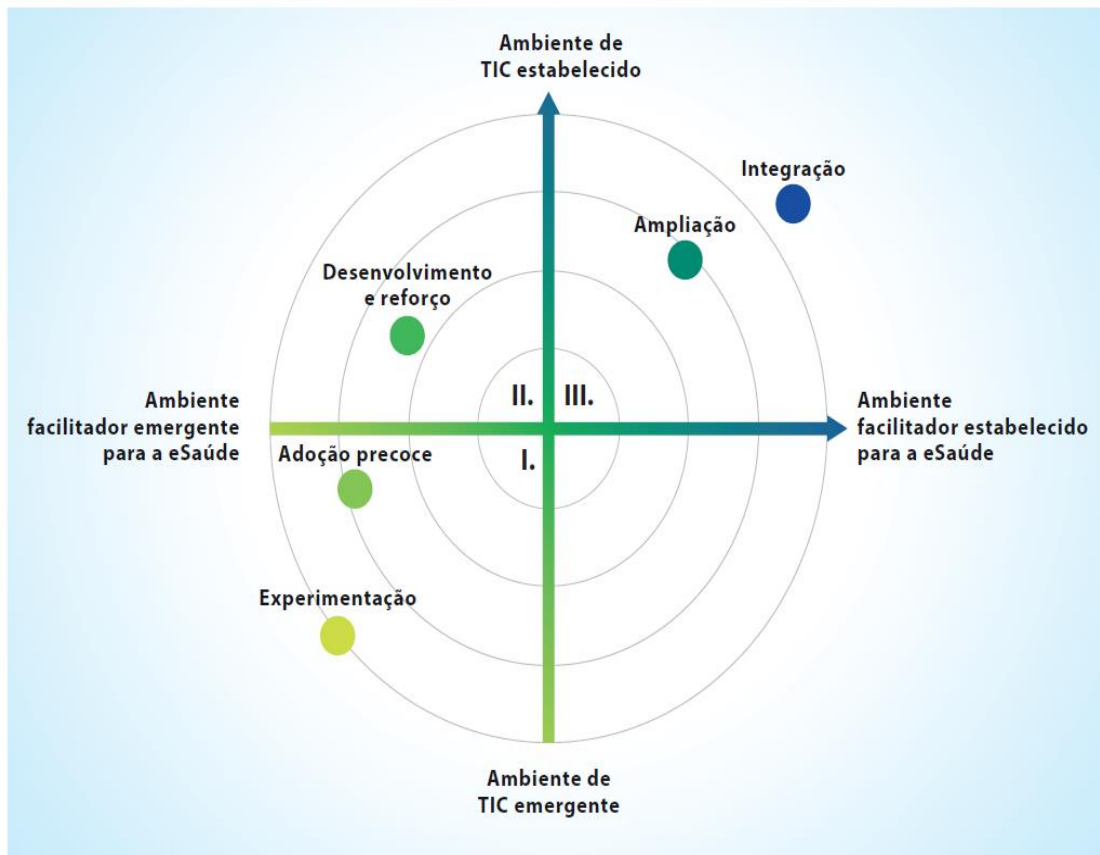 Ambiente de
TIC estabelecido
Integração
Ampliação
Desenvolvimento
e reforço
II.
III.
Ambiente
facilitador emergente
para a eSaúde
Ambiente
facilitador estabelecido
para a eSaúde
Adoção precoce
I.
Experimentação
Ambiente de
TIC emergente